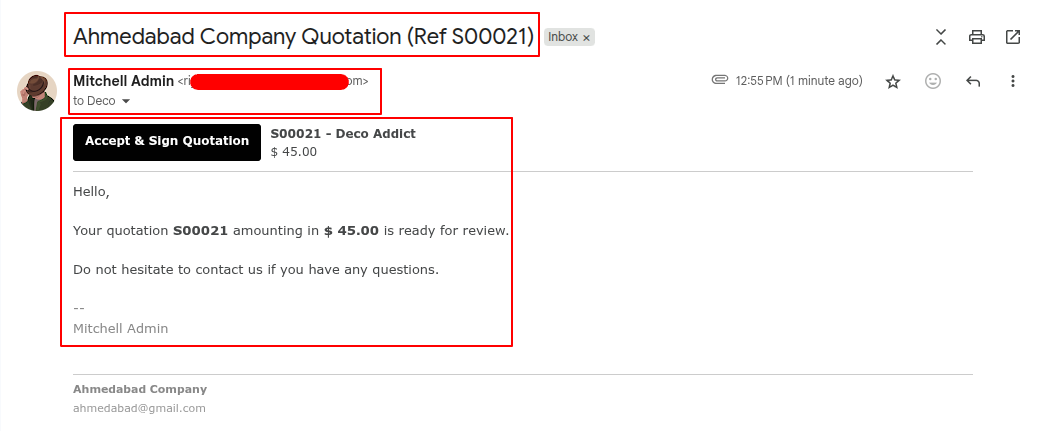 Ahmedabad Company Quotation (Ref S00021) Inbox ×
Mitchell Admin <ri om> 12:55 PM (1 minute ago)
to Deco
Accept & Sign Quotation
S00021 - Deco Addict
$ 45.00
Hello,
Your quotation S00021 amounting in $ 45.00 is ready for review.
Do not hesitate to contact us if you have any questions.
--
Mitchell Admin
Ahmedabad Company
ahmedabad@gmail.com